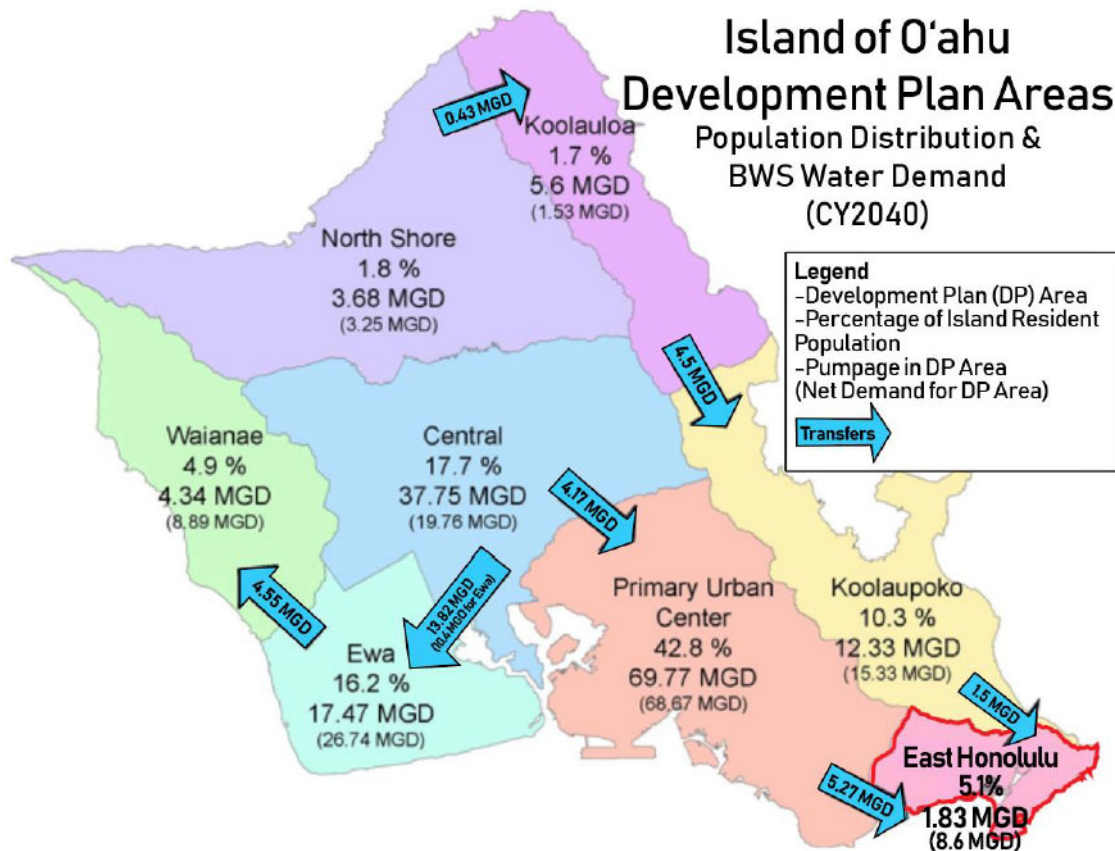 Island of Oʻahu
Development Plan Areas
Population Distribution &
BWS Water Demand
(CY2040)
Legend
-Development Plan (DP) Area
-Percentage of Island Resident
Population
-Pumpage in DP Area
(Net Demand for DP Area)
Transfers
0.43 MGD
Koolauloa
1.7 %
5.6 MGD
(1.53 MGD)
North Shore
1.8 %
3.68 MGD
(3.25 MGD)
4.5 MGD
Waianae
4.9 %
4.34 MGD
(8.89 MGD)
Central
17.7 %
37.75 MGD
(19.76 MGD)
4.17 MGD
4.55 MGD
13.82 MGD
(10.4 MGD for Ewa)
Ewa
16.2 %
17.47 MGD
(26.74 MGD)
Primary Urban
Center
42.8 %
69.77 MGD
(68.67 MGD)
Koolaupoko
10.3 %
12.33 MGD
(15.33 MGD)
1.5 MGD
5.27 MGD
East Honolulu
5.1%
1.83 MGD
(8.6 MGD)